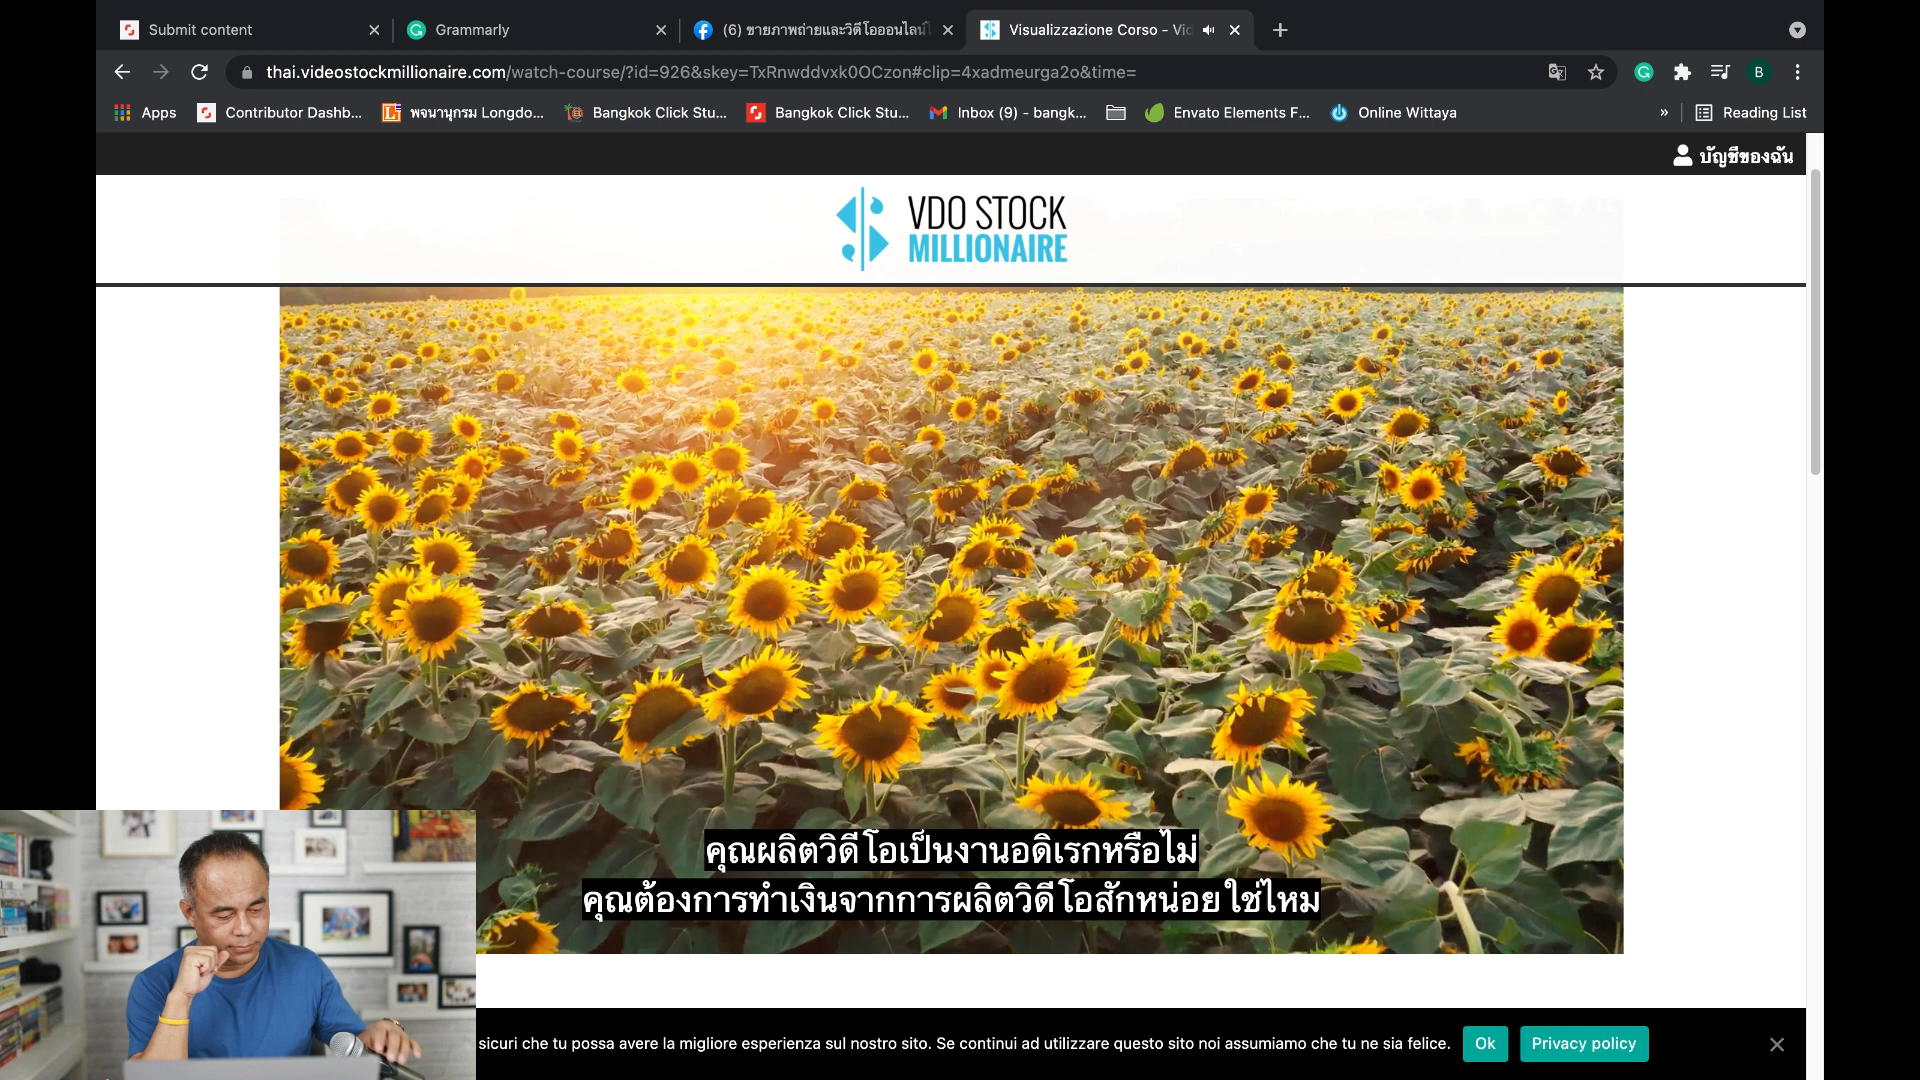 Submit content
Grammarly
(6) ขายภาพถ่ายและวิดีโอออนไลน์
Visualizzazione Corso - Vid
thai.videostockmillionaire.com/watch-course/?id=926&skey=TxRnwddvxk0OCzon#clip=4xadmeurga2o&time=
B
Apps
Contributor Dashb...
พจนานุกรม Longdo...
Bangkok Click Stu...
Bangkok Click Stu...
Inbox (9) - bangk...
Envato Elements F...
Online Wittaya
»
Reading List
บัญชีของฉัน
VDO STOCK
MILLIONAIRE
คุณผลิตวิดีโอเป็นงานอดิเรกหรือไม่
คุณต้องการทำเงินจากการผลิตวิดีโอสักหน่อยใช่ไหม
sicuri che tu possa avere la migliore esperienza sul nostro sito. Se continui ad utilizzare questo sito noi assumiamo che tu ne sia felice.
Ok
Privacy policy